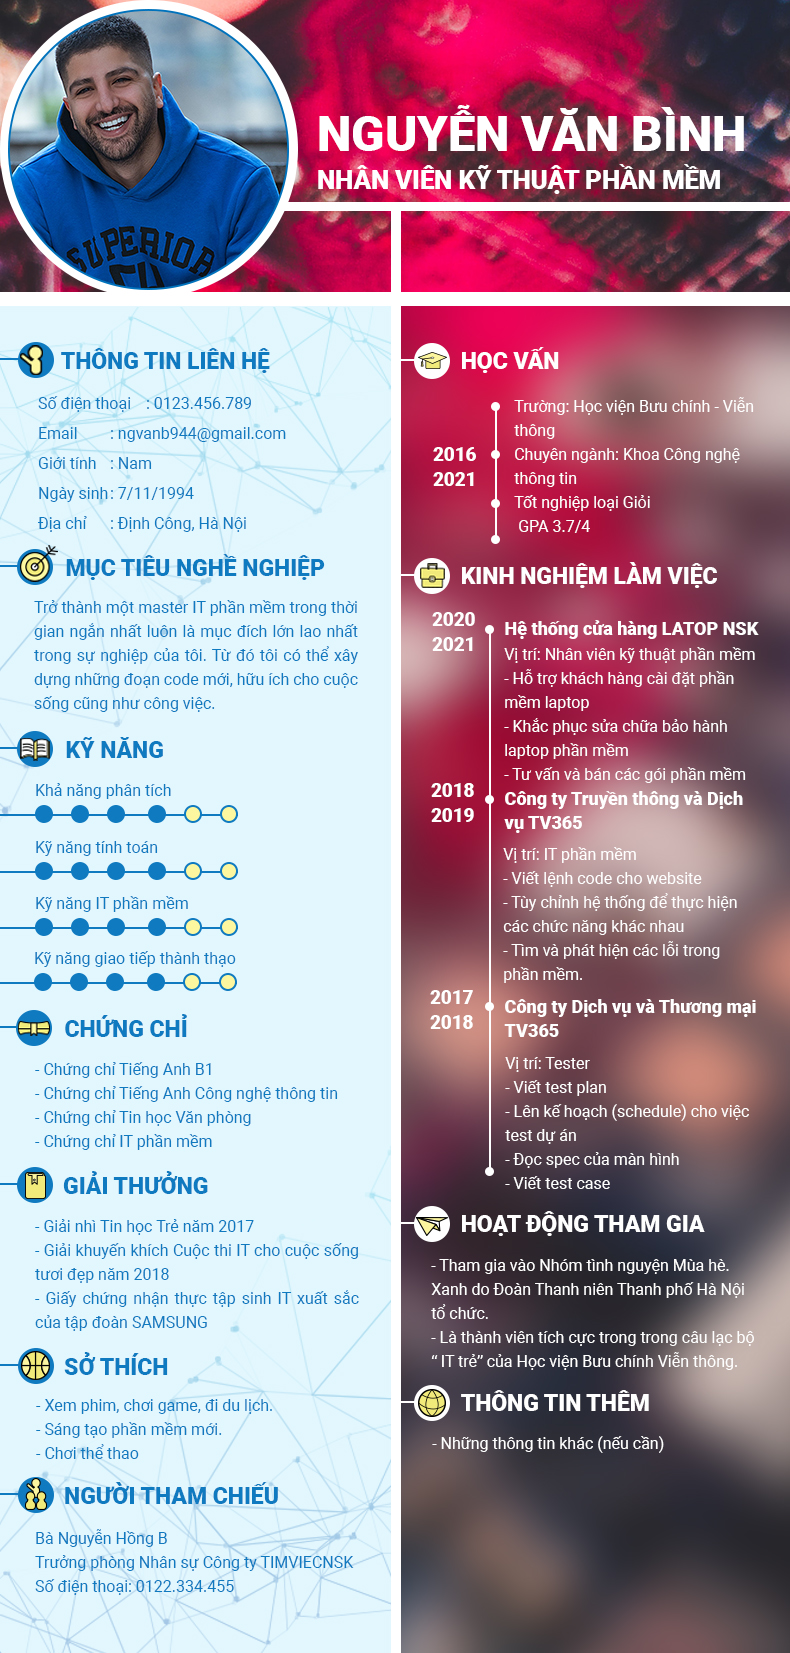 NGUYỄN VĂN BÌNH
NHÂN VIÊN KỸ THUẬT PHẦN MỀM
SUPERIOR
THÔNG TIN LIÊN HỆ
Số điện thoại : 0123.456.789
Email : ngvanb944@gmail.com
Giới tính : Nam
Ngày sinh : 7/11/1994
Địa chỉ : Định Công, Hà Nội
MỤC TIÊU NGHỀ NGHIỆP
Trở thành một master IT phần mềm trong thời
gian ngắn nhất luôn là mục đích lớn lao nhất
trong sự nghiệp của tôi. Từ đó tôi có thể xây
dựng những đoạn code mới, hữu ích cho cuộc
sống cũng như công việc.
KỸ NĂNG
Khả năng phân tích
Kỹ năng tính toán
Kỹ năng IT phần mềm
Kỹ năng giao tiếp thành thạo
CHỨNG CHỈ
- Chứng chỉ Tiếng Anh B1
- Chứng chỉ Tiếng Anh Công nghệ thông tin
- Chứng chỉ Tin học Văn phòng
- Chứng chỉ IT phần mềm
GIẢI THƯỞNG
- Giải nhì Tin học Trẻ năm 2017
- Giải khuyến khích Cuộc thi IT cho cuộc sống
tươi đẹp năm 2018
- Giấy chứng nhận thực tập sinh IT xuất sắc
của tập đoàn SAMSUNG
SỞ THÍCH
- Xem phim, chơi game, đi du lịch.
- Sáng tạo phần mềm mới.
- Chơi thể thao
NGƯỜI THAM CHIẾU
Bà Nguyễn Hồng B
Trưởng phòng Nhân sự Công ty TIMVIECNSK
Số điện thoại: 0122.334.455
HỌC VẤN
2016
2021
Trường: Học viện Bưu chính - Viễn
thông
Chuyên ngành: Khoa Công nghệ
thông tin
Tốt nghiệp loại Giỏi
GPA 3.7/4
KINH NGHIỆM LÀM VIỆC
2020
2021
Hệ thống cửa hàng LATOP NSK
Vị trí: Nhân viên kỹ thuật phần mềm
- Hỗ trợ khách hàng cài đặt phần
mềm laptop
- Khắc phục sửa chữa bảo hành
laptop phần mềm
- Tư vấn và bán các gói phần mềm
2018
2019
Công ty Truyền thông và Dịch
vụ TV365
Vị trí: IT phần mềm
- Viết lệnh code cho website
- Tùy chỉnh hệ thống để thực hiện
các chức năng khác nhau
- Tìm và phát hiện các lỗi trong
phần mềm.
2017
2018
Công ty Dịch vụ và Thương mại
TV365
Vị trí: Tester
- Viết test plan
- Lên kế hoạch (schedule) cho việc
test dự án
- Đọc spec của màn hình
- Viết test case
HOẠT ĐỘNG THAM GIA
- Tham gia vào Nhóm tình nguyện Mùa hè.
Xanh do Đoàn Thanh niên Thanh phố Hà Nội
tổ chức.
- Là thành viên tích cực trong trong câu lạc bộ
“ IT trẻ” của Học viện Bưu chính Viễn thông.
THÔNG TIN THÊM
- Những thông tin khác (nếu cần)